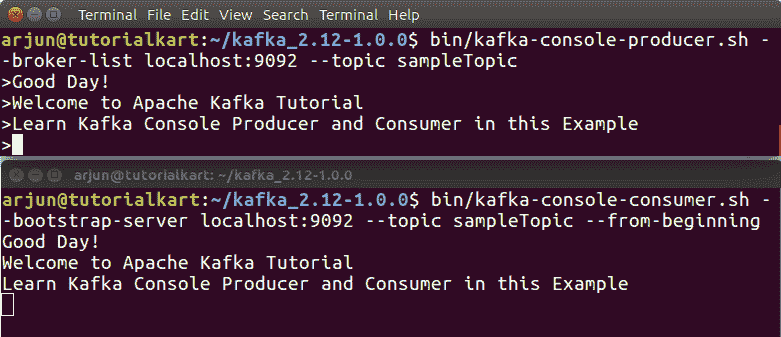 Terminal File Edit View Search Terminal Help
arjun@tutorialkart:~/kafka_2.12-1.0.0$ bin/kafka-console-producer.sh -
-broker-list localhost:9092 --topic sampleTopic
>Good Day!
>Welcome to Apache Kafka Tutorial
>Learn Kafka Console Producer and Consumer in this Example
>
arjun@tutorialkart: ~/kafka_2.12-1.0.0
arjun@tutorialkart:~/kafka_2.12-1.0.0$ bin/kafka-console-consumer.sh -
-bootstrap-server localhost:9092 --topic sampleTopic --from-beginning
Good Day!
Welcome to Apache Kafka Tutorial
Learn Kafka Console Producer and Consumer in this Example